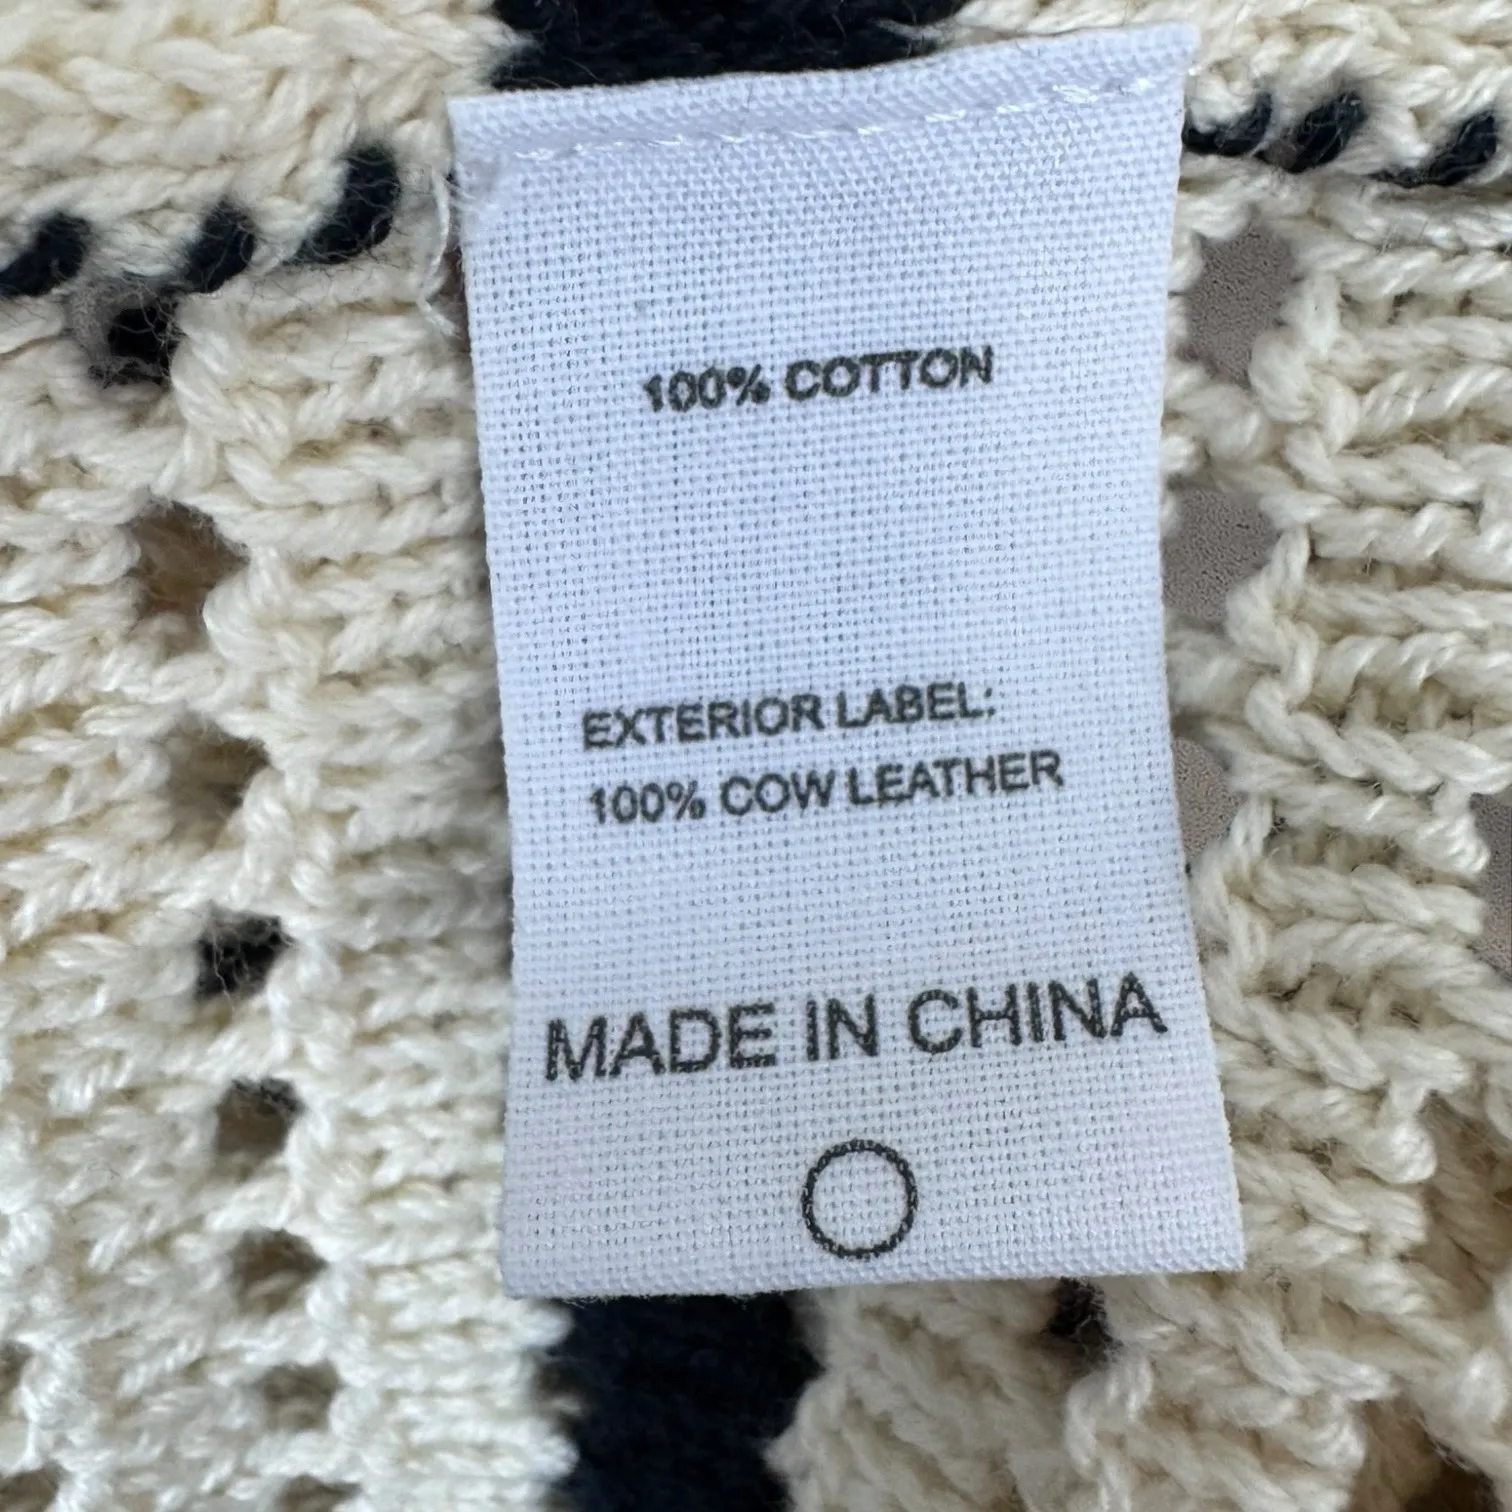 100% COTTON
EXTERIOR LABEL:
100% COW LEATHER
MADE IN CHINA